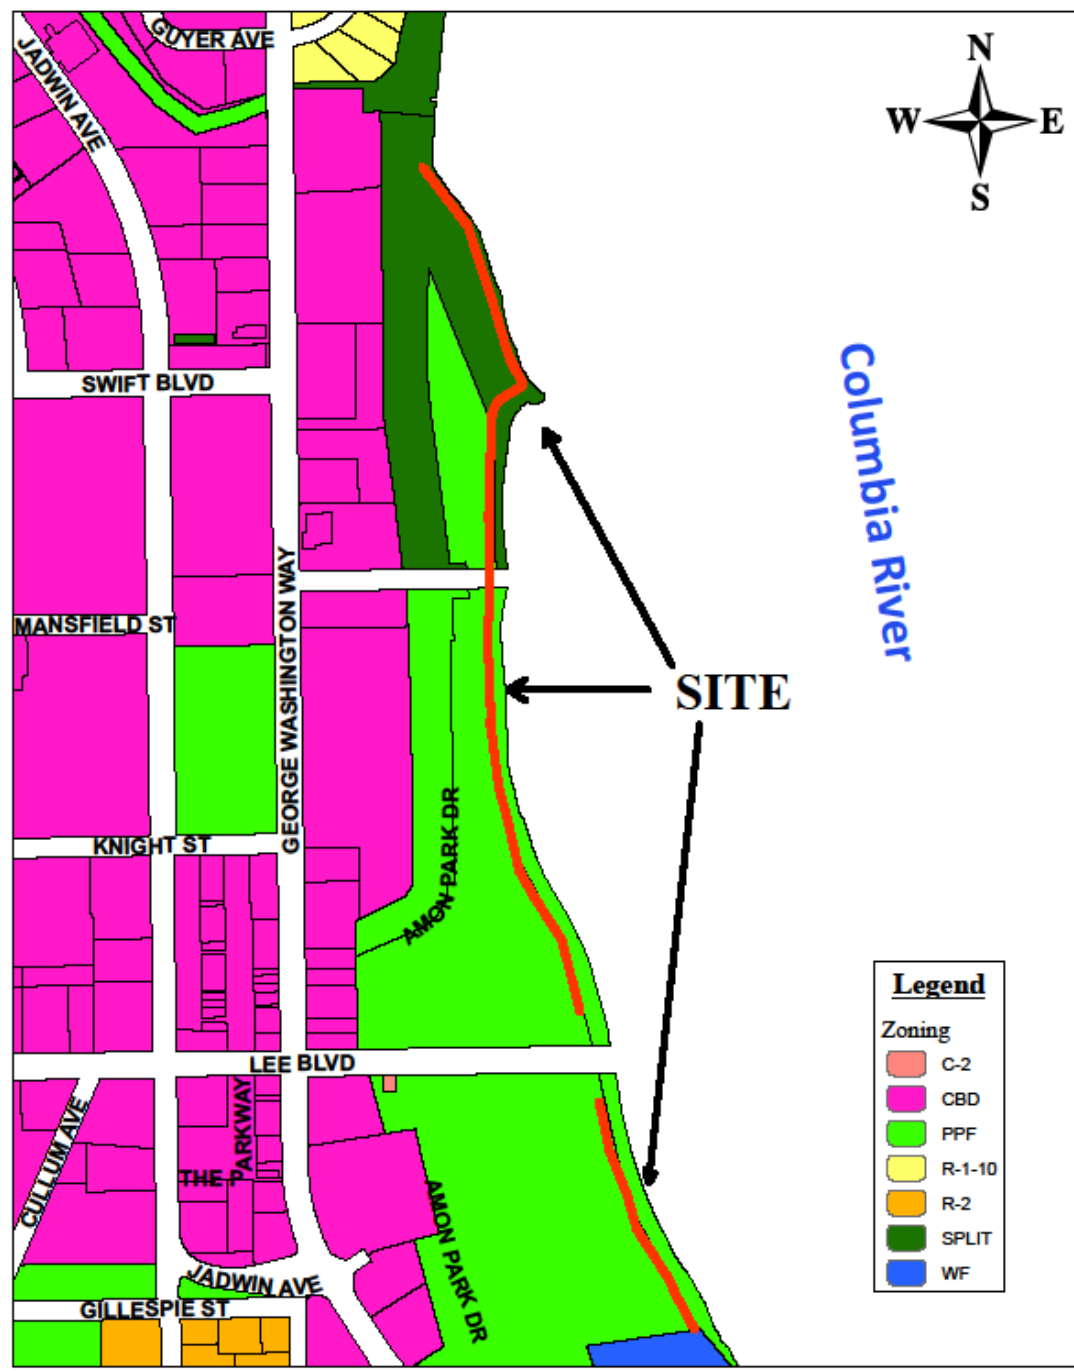 GUYER AVE
JADWIN AVE
N
W E
S
SWIFT BLVD
Columbia River
GEORGE WASHINGTON WAY
MANSFIELD ST
SITE
KNIGHT ST
AMON PARK DR
LEE BLVD
CULLUM AVE
THE PARKWAY
AMON PARK DR
JADWIN AVE
GILLESPIE ST
Legend
Zoning
C-2
CBD
PPF
R-1-10
R-2
SPLIT
WF